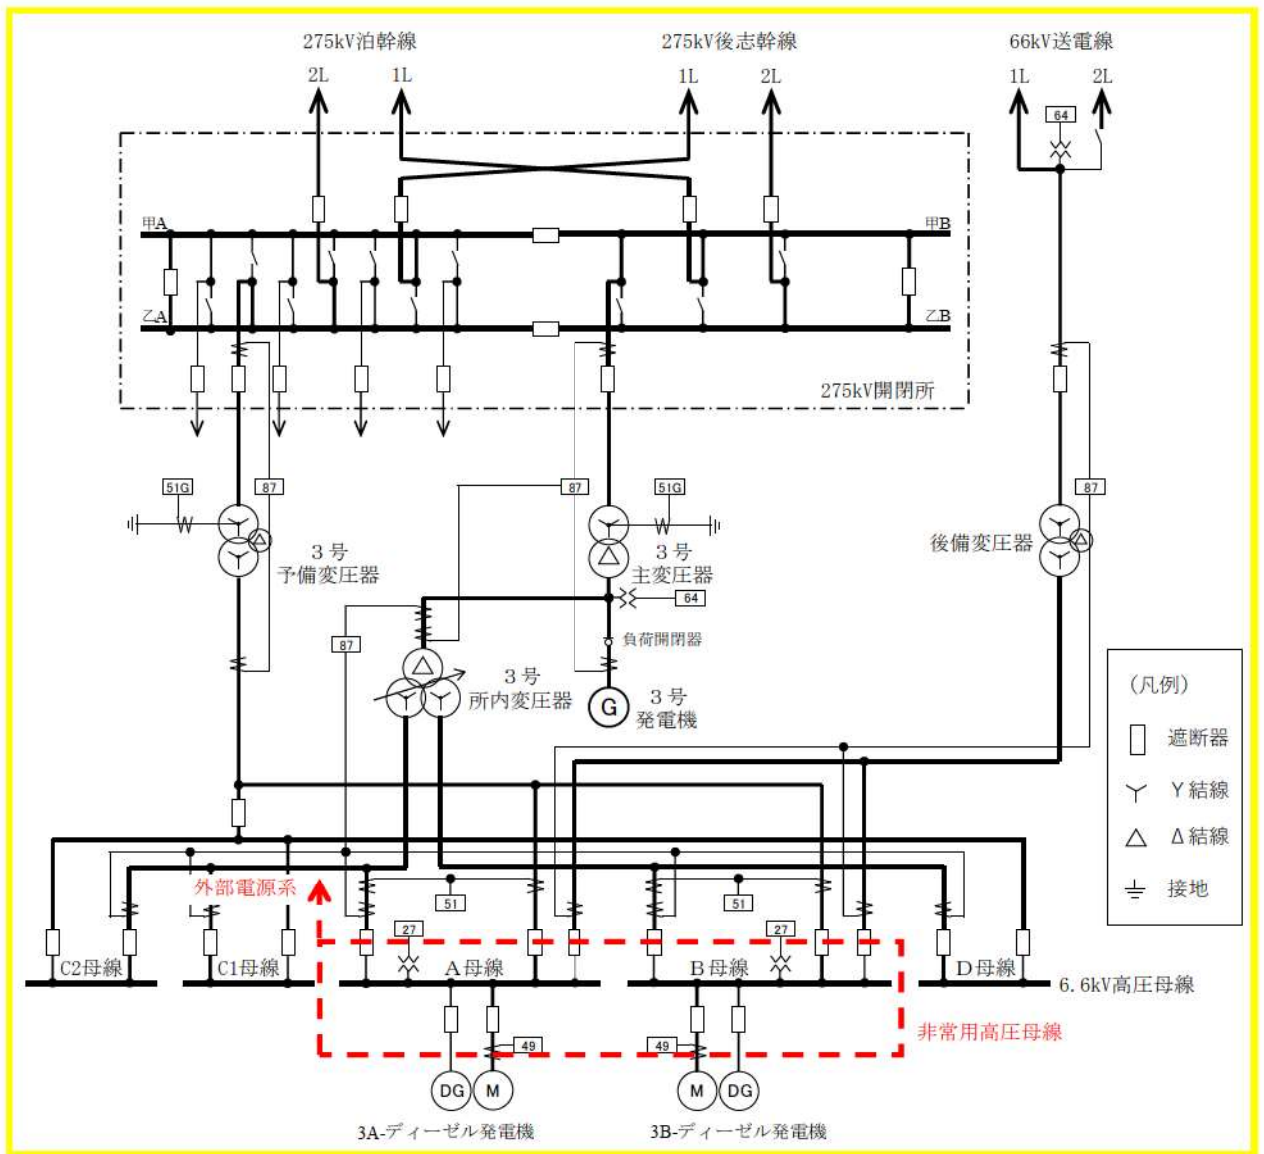 275kV泊幹線
275kV後志幹線
66kV送電線
2L
1L
1L
2L
1L
2L
64
甲A
甲B
乙A
乙B
275kV開閉所
51G
87
87
51G
87
3号
予備変圧器
3号
主変圧器
後備変圧器
64
87
負荷開閉器
3号
所内変圧器
G
3号
発電機
(凡例)
遮断器
Y結線
Δ結線
接地
外部電源系
51
51
27
27
C2母線
C1母線
A母線
B母線
D母線
6.6kV高圧母線
非常用高圧母線
49
49
DG
M
M
DG
3A-ディーゼル発電機
3B-ディーゼル発電機